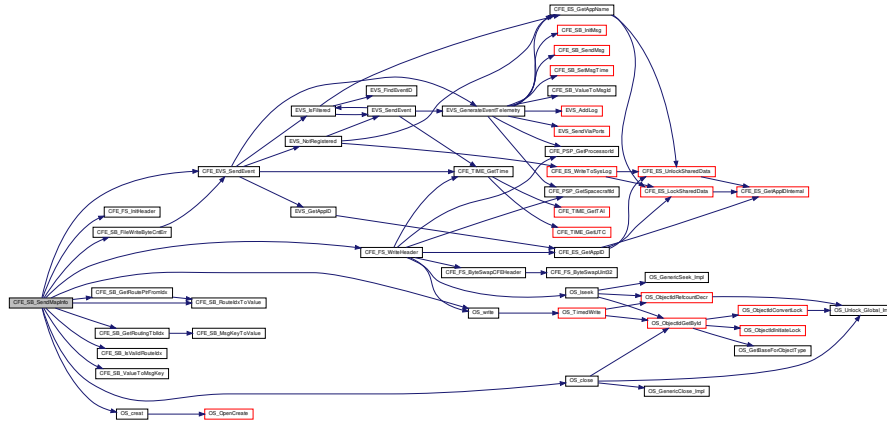 CFE_ES_GetAppName
CFE_SB_InitMsg
CFE_SB_SendMsg
CFE_SB_SetMsgTime
CFE_SB_ValueToMsgId
EVS_FindEventID
EVS_IsFiltered
EVS_SendEvent
EVS_GenerateEventTelemetry
EVS_AddLog
EVS_SendViaPorts
EVS_NotRegistered
CFE_PSP_GetProcessorId
CFE_EVS_SendEvent
CFE_TIME_GetTime
CFE_ES_WriteToSysLog
CFE_ES_UnlockSharedData
CFE_PSP_GetSpacecraftId
CFE_ES_LockSharedData
CFE_ES_GetAppIDInternal
CFE_FS_InitHeader
EVS_GetAppID
CFE_TIME_GetTAI
CFE_SB_FileWriteByteCntErr
CFE_TIME_GetUTC
CFE_FS_WriteHeader
CFE_ES_GetAppID
CFE_FS_ByteSwapCFEHeader
CFE_FS_ByteSwapUint32
OS_GenericSeek_Impl
CFE_SB_SendMapInfo
CFE_SB_GetRoutePtrFromIdx
CFE_SB_RouteIdxToValue
OS_lseek
OS_ObjectIdRefcountDecr
OS_write
OS_TimedWrite
OS_ObjectIdConvertLock
OS_Unlock_Global_Im
OS_ObjectIdGetById
CFE_SB_GetRoutingTblIdx
CFE_SB_MsgKeyToValue
OS_ObjectIdInitiateLock
CFE_SB_IsValidRouteIdx
OS_GetBaseForObjectType
CFE_SB_ValueToMsgKey
OS_close
OS_GenericClose_Impl
OS_creat
OS_OpenCreate